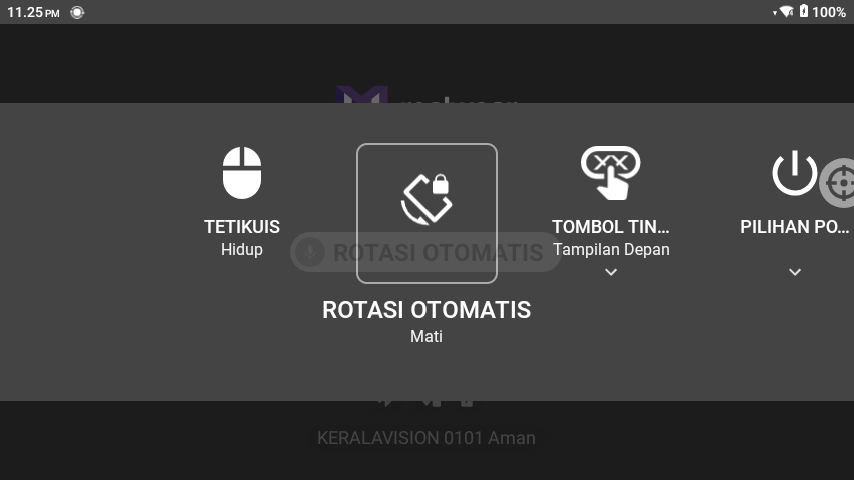 11.25 PM
100%
TETIKUIS
Hidup
ROTASI OTOMATIS
TOMBOL TIN...
Tampilan Depan
PILIHAN PO...
ROTASI OTOMATIS
Mati
KERALAVISION 0101 Aman